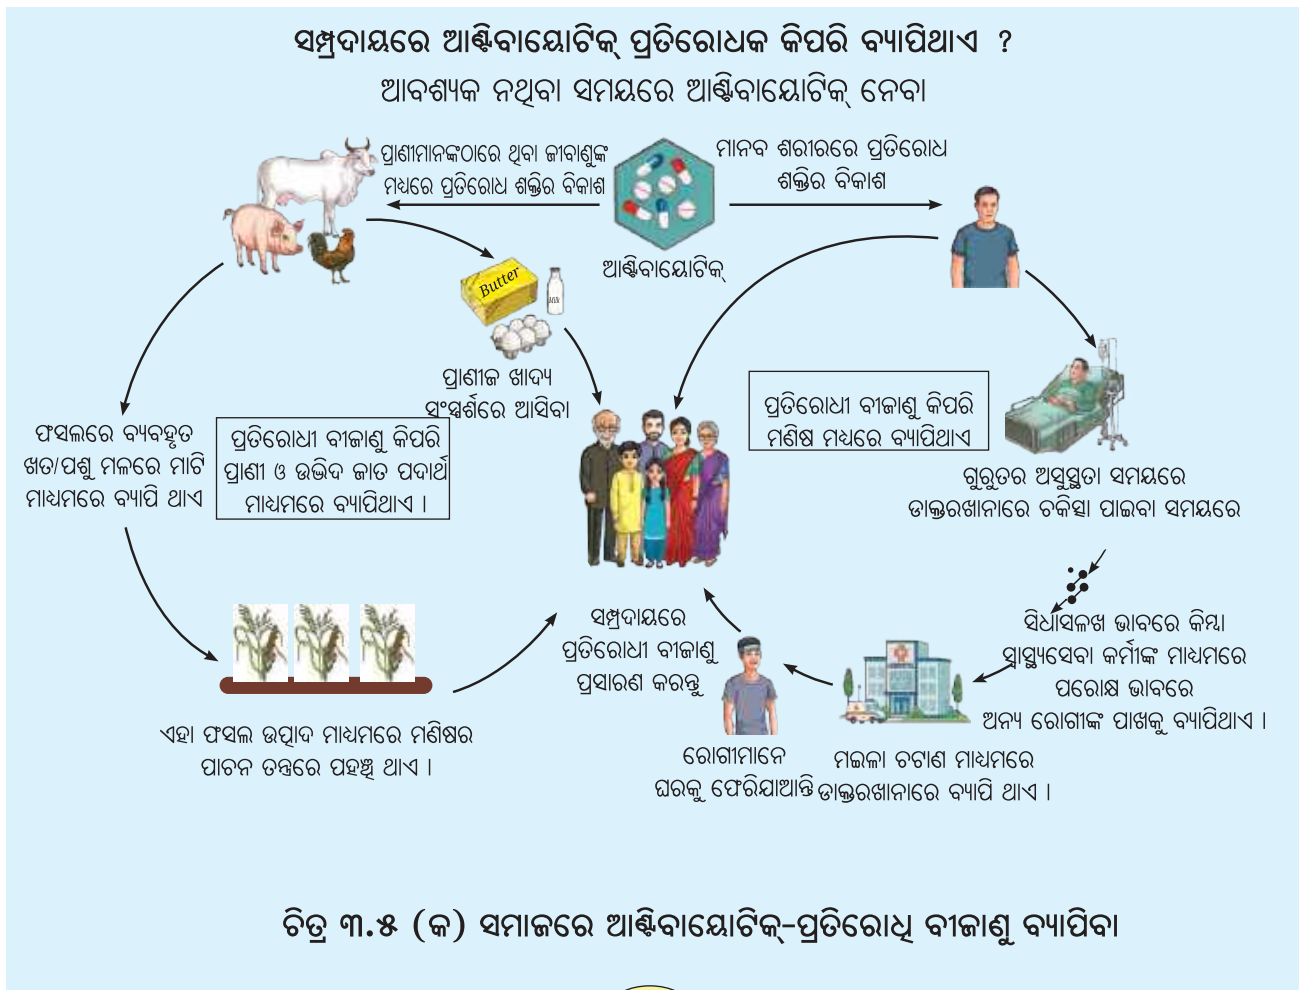 ସମ୍ପ୍ରଦାୟରେ ଆଣ୍ଟିବାୟୋଟିକ୍ ପ୍ରତିରୋଧକ କିପରି ବ୍ୟାପିଥାଏ ?
ଆବଶ୍ୟକ ନଥିବା ସମୟରେ ଆଣ୍ଟିବାୟୋଟିକ୍ ନେବା
ପ୍ରାଣୀମାନଙ୍କଠାରେ ଥିବା ଜୀବାଣୁଙ୍କ
ମଧ୍ୟରେ ପ୍ରତିରୋଧ ଶକ୍ତିର ବିକାଶ
ମାନବ ଶରୀରରେ ପ୍ରତିରୋଧ
ଶକ୍ତିର ବିକାଶ
ଆଣ୍ଟିବାୟୋଟିକ୍
Butter
Milk
ପ୍ରାଣୀଜ ଖାଦ୍ୟ
ସଂସ୍ପର୍ଶରେ ଆସିବା
ଫସଲରେ ବ୍ୟବହୃତ
ଖତ/ପଶୁ ମଳରେ ମାଟି
ମାଧ୍ୟମରେ ବ୍ୟାପି ଥାଏ
ପ୍ରତିରୋଧୀ ବୀଜାଣୁ କିପରି
ପ୍ରାଣୀ ଓ ଉଦ୍ଭିଦ ଜାତ ପଦାର୍ଥ
ମାଧ୍ୟମରେ ବ୍ୟାପିଥାଏ ।
ପ୍ରତିରୋଧୀ ବୀଜାଣୁ କିପରି
ମଣିଷ ମଧ୍ୟରେ ବ୍ୟାପିଥାଏ
ଗୁରୁତର ଅସୁସ୍ଥତା ସମୟରେ
ଡାକ୍ତରଖାନାରେ ଚକିତ୍ସା ପାଇବା ସମୟରେ
ସିଧାସଳଖ ଭାବରେ କିମ୍ବା
ସ୍ୱାସ୍ଥ୍ୟସେବା କର୍ମୀଙ୍କ ମାଧ୍ୟମରେ
ପରୋକ୍ଷ ଭାବରେ
ଅନ୍ୟ ରୋଗୀଙ୍କ ପାଖକୁ ବ୍ୟାପିଥାଏ ।
ସମ୍ପ୍ରଦାୟରେ
ପ୍ରତିରୋଧୀ ବୀଜାଣୁ
ପ୍ରସାରଣ କରନ୍ତୁ
ଏହା ଫସଲ ଉତ୍ପାଦ ମାଧ୍ୟମରେ ମଣିଷର
ପାଚନ ତନ୍ତ୍ରରେ ପହଞ୍ଚି ଥାଏ ।
ରୋଗୀମାନେ
ଘରକୁ ଫେରିଯାଆନ୍ତି
ମଇଳା ଚଟାଣ ମାଧ୍ୟମରେ
ଡାକ୍ତରଖାନାରେ ବ୍ୟାପି ଥାଏ ।
ଚିତ୍ର ୩.୫ (କ) ସମାଜରେ ଆଣ୍ଟିବାୟୋଟିକ୍-ପ୍ରତିରୋଧୀ ବୀଜାଣୁ ବ୍ୟାପିବା